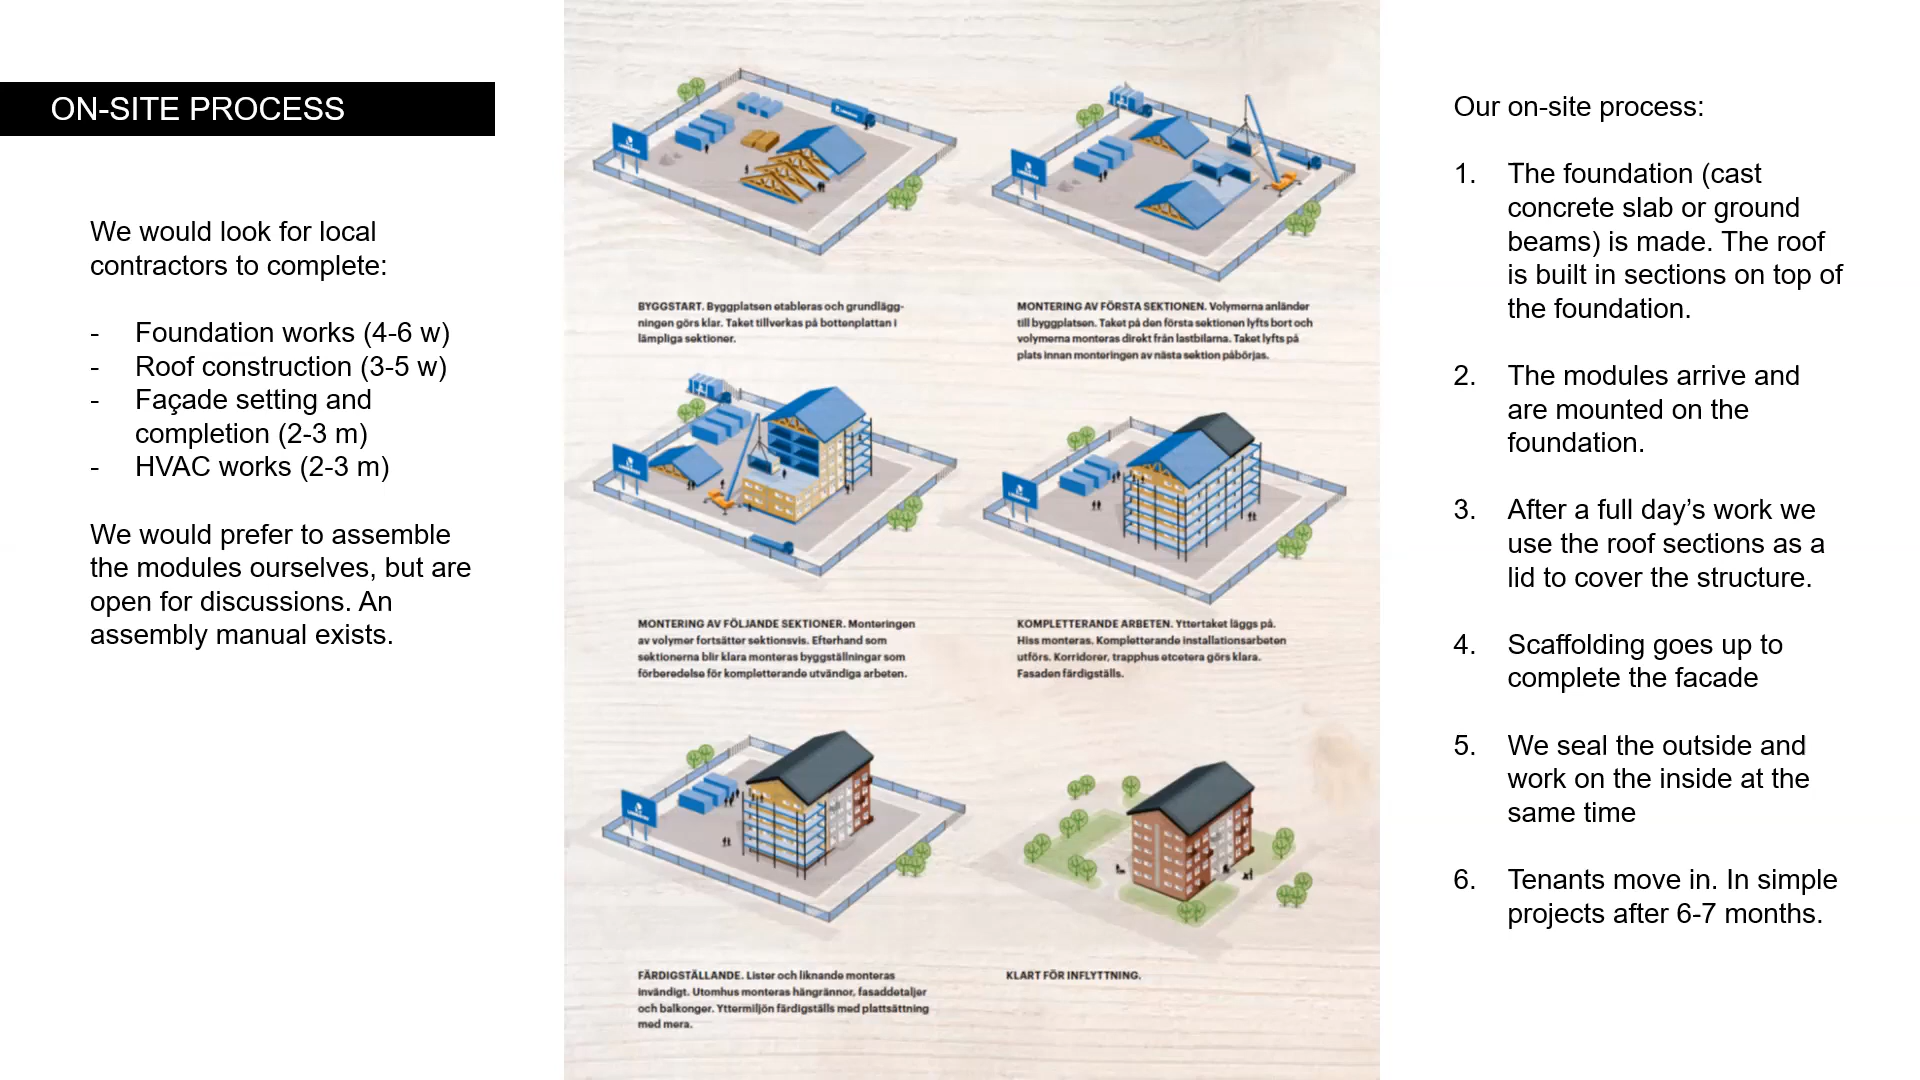 ON-SITE PROCESS
We would look for local
contractors to complete:
- Foundation works (4-6 w)
- Roof construction (3-5 w)
- Façade setting and
completion (2-3 m)
- HVAC works (2-3 m)
We would prefer to assemble
the modules ourselves, but are
open for discussions. An
assembly manual exists.
BYGGSTART. Byggplatsen etableras och grundlägg-
ningen görs klar. Taket tillverkas på bottenplattan i
lämpliga sektioner.
MONTERING AV FÖRSTA SEKTIONEN. Volymerna anländer
till byggplatsen. Taket på den första sektionen lyfts bort och
volymerna monteras direkt från lastbilarna. Taket lyfts på
plats innan monteringen av nästa sektion påbörjas.
MONTERING AV FÖLJANDE SEKTIONER. Monteringen
av volymer fortsätter sektionsvis. Efterhand som
sektionerna blir klara monteras byggställningar som
förberedelse för kompletterande utvändiga arbeten.
KOMPLETTERANDE ARBETEN. Yttertaket läggs på.
Hiss monteras. Kompletterande installationsarbeten
utförs. Korridorer, trapphus etcetera görs klara.
Fasaden färdigställs.
FÄRDIGSTÄLLANDE. Lister och liknande monteras
invändigt. Utomhus monteras hängrännor, fasaddetaljer
och balkonger. Yttermiljön färdigställs med plattsättning
med mera.
KLART FÖR INFLYTTNING.
Our on-site process:
1. The foundation (cast
concrete slab or ground
beams) is made. The roof
is built in sections on top of
the foundation.
2. The modules arrive and
are mounted on the
foundation.
3. After a full day’s work we
use the roof sections as a
lid to cover the structure.
4. Scaffolding goes up to
complete the facade
5. We seal the outside and
work on the inside at the
same time
6. Tenants move in. In simple
projects after 6-7 months.